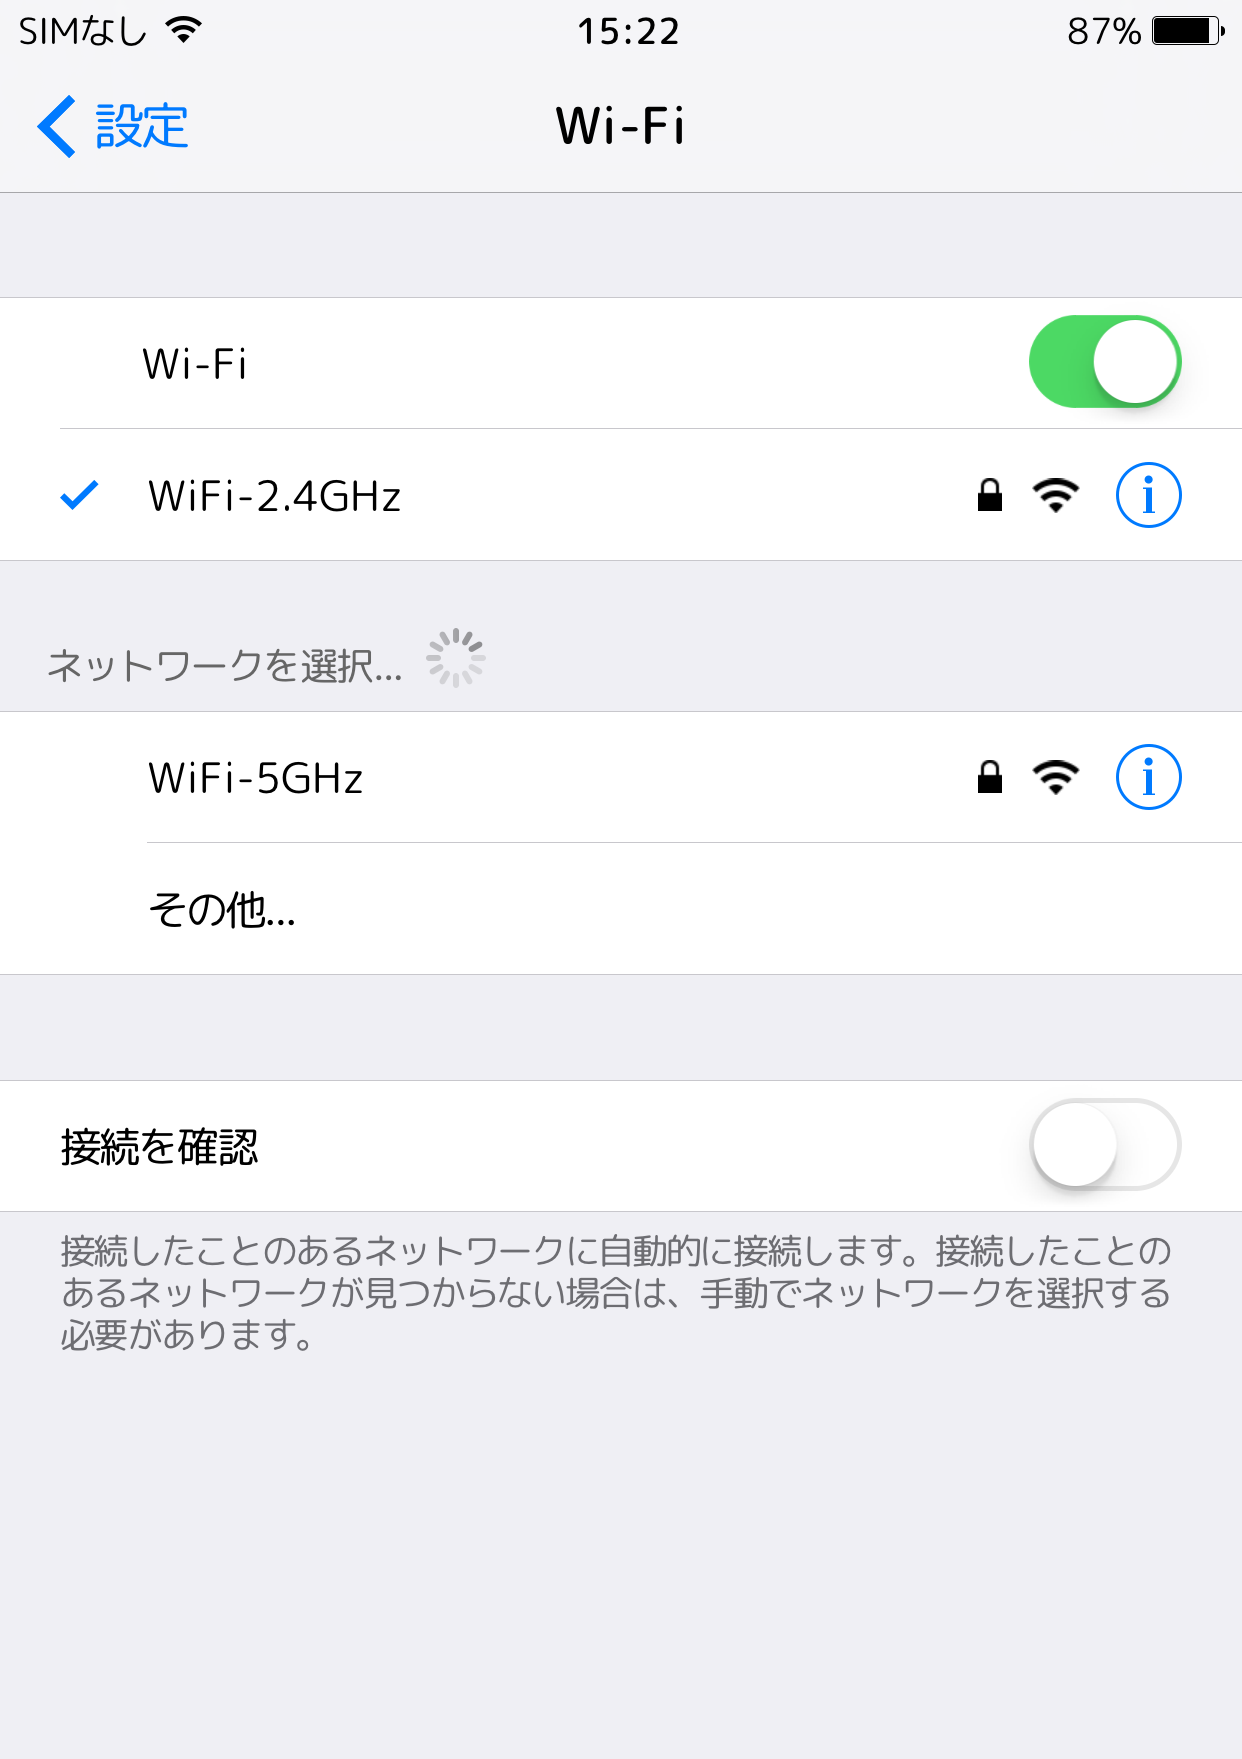 SIMなし 15:22 87%
設定 Wi-Fi
Wi-Fi
WiFi-2.4GHz
ネットワークを選択...
WiFi-5GHz
その他...
接続を確認
接続したことのあるネットワークに自動的に接続します。接続したことの
あるネットワークが見つからない場合は、手動でネットワークを選択する
必要があります。